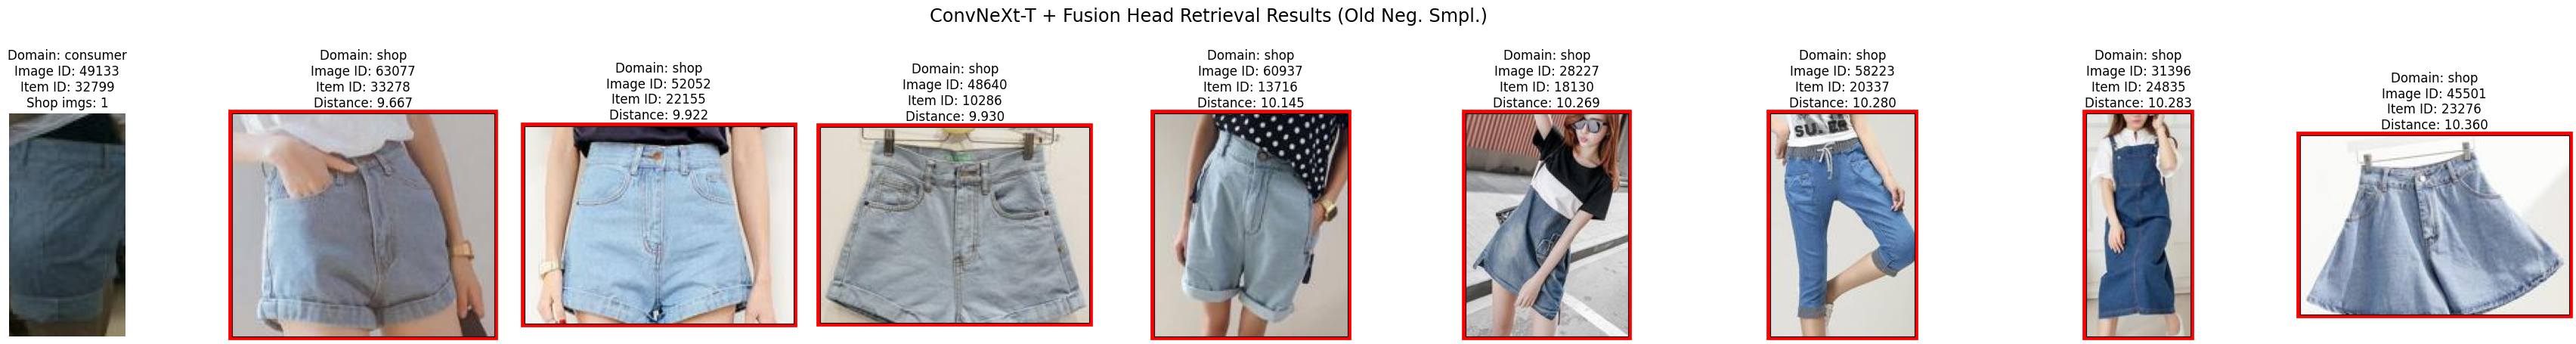 ConvNeXt-T + Fusion Head Retrieval Results (Old Neg. Smpl.)
Domain: consumer
Image ID: 49133
Item ID: 32799
Shop imgs: 1
Domain: shop
Image ID: 63077
Item ID: 33278
Distance: 9.667
Domain: shop
Image ID: 52052
Item ID: 22155
Distance: 9.922
Domain: shop
Image ID: 48640
Item ID: 10286
Distance: 9.930
Domain: shop
Image ID: 60937
Item ID: 13716
Distance: 10.145
Domain: shop
Image ID: 28227
Item ID: 18130
Distance: 10.269
Domain: shop
Image ID: 58223
Item ID: 20337
Distance: 10.280
Domain: shop
Image ID: 31396
Item ID: 24835
Distance: 10.283
Domain: shop
Image ID: 45501
Item ID: 23276
Distance: 10.360